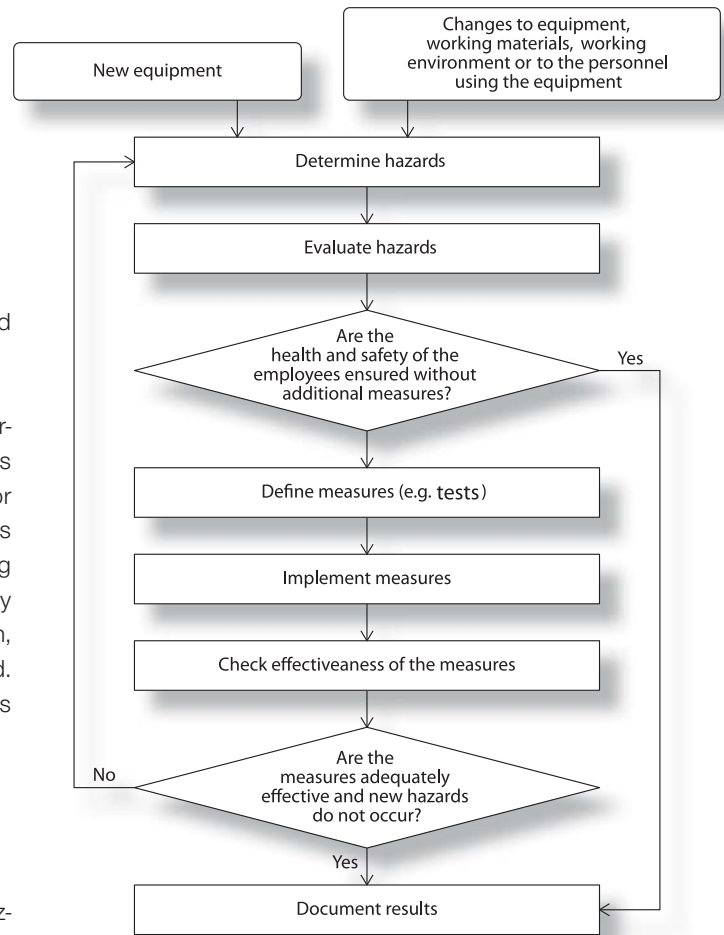 New equipment
Changes to equipment,
working materials, working
environment or to the personnel
using the equipment
Determine hazards
Evaluate hazards
Are the
health and safety of the
employees ensured without
additional measures?
Yes
Define measures (e.g. tests)
Implement measures
Check effectiveaness of the measures
Are the
measures adequately
effective and new hazards
do not occur?
No
Yes
Document results
d
r-
s
or
s
g
y
n,
d.
s
z-